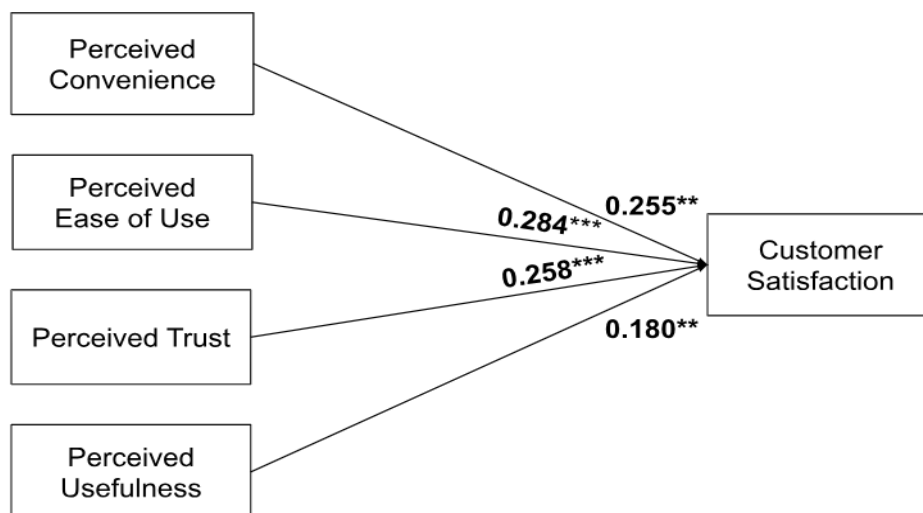 Perceived
Convenience
Perceived
Ease of Use
Perceived Trust
Perceived
Usefulness
0.255**
0.284***
0.258***
0.180**
Customer
Satisfaction